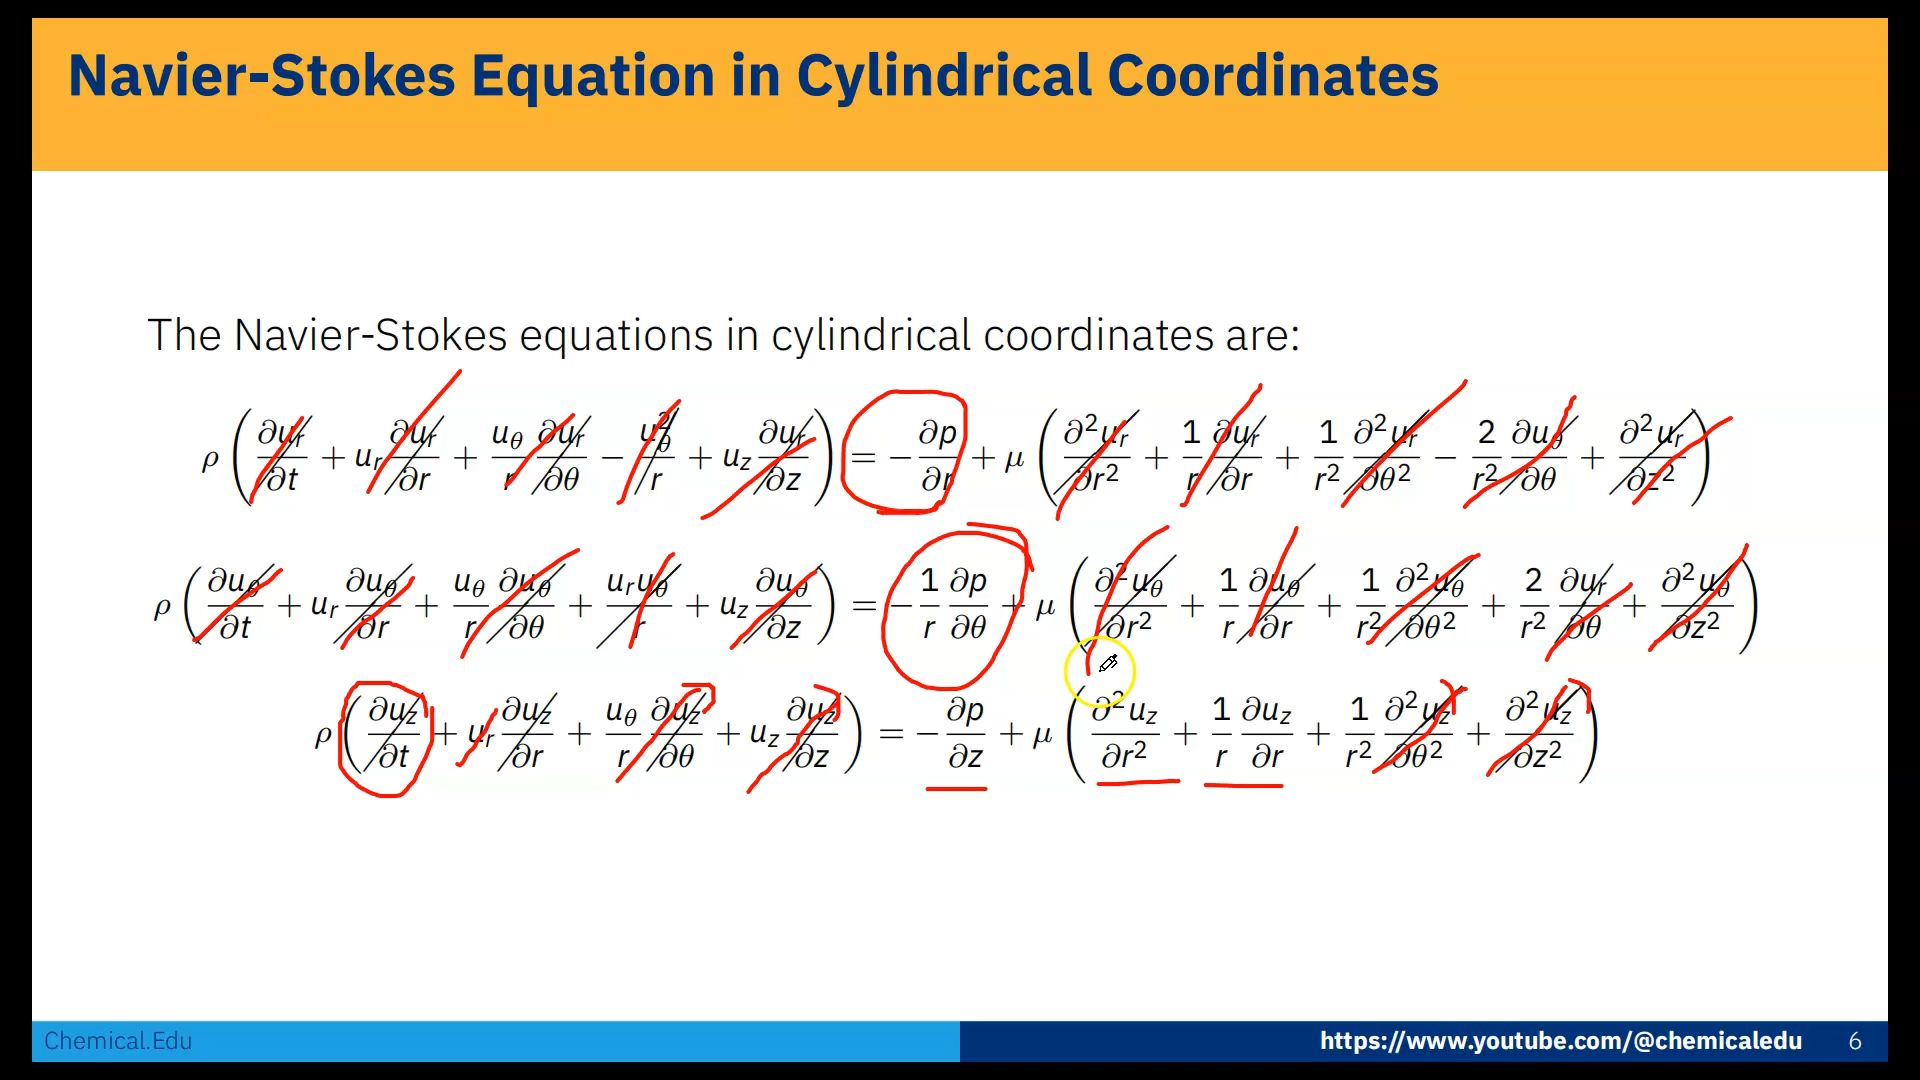 Navier-Stokes Equation in Cylindrical Coordinates
The Navier-Stokes equations in cylindrical coordinates are:
ρ (∂u_r/∂t + u_r ∂u_r/∂r + u_θ/r ∂u_r/∂θ − u_θ²/r + u_z ∂u_r/∂z) = − ∂p/∂r + μ (∂²u_r/∂r² + 1/r ∂u_r/∂r + 1/r² ∂²u_r/∂θ² − 2/r² ∂u_θ/∂θ + ∂²u_r/∂z²)
ρ (∂u_θ/∂t + u_r ∂u_θ/∂r + u_θ/r ∂u_θ/∂θ + u_r u_θ/r + u_z ∂u_θ/∂z) = − 1/r ∂p/∂θ + μ (∂²u_θ/∂r² + 1/r ∂u_θ/∂r + 1/r² ∂²u_θ/∂θ² + 2/r² ∂u_r/∂θ + ∂²u_θ/∂z²)
ρ (∂u_z/∂t + u_r ∂u_z/∂r + u_θ/r ∂u_z/∂θ + u_z ∂u_z/∂z) = − ∂p/∂z + μ (∂²u_z/∂r² + 1/r ∂u_z/∂r + 1/r² ∂²u_z/∂θ² + ∂²u_z/∂z²)
Chemical.Edu https://www.youtube.com/@chemicaledu 6